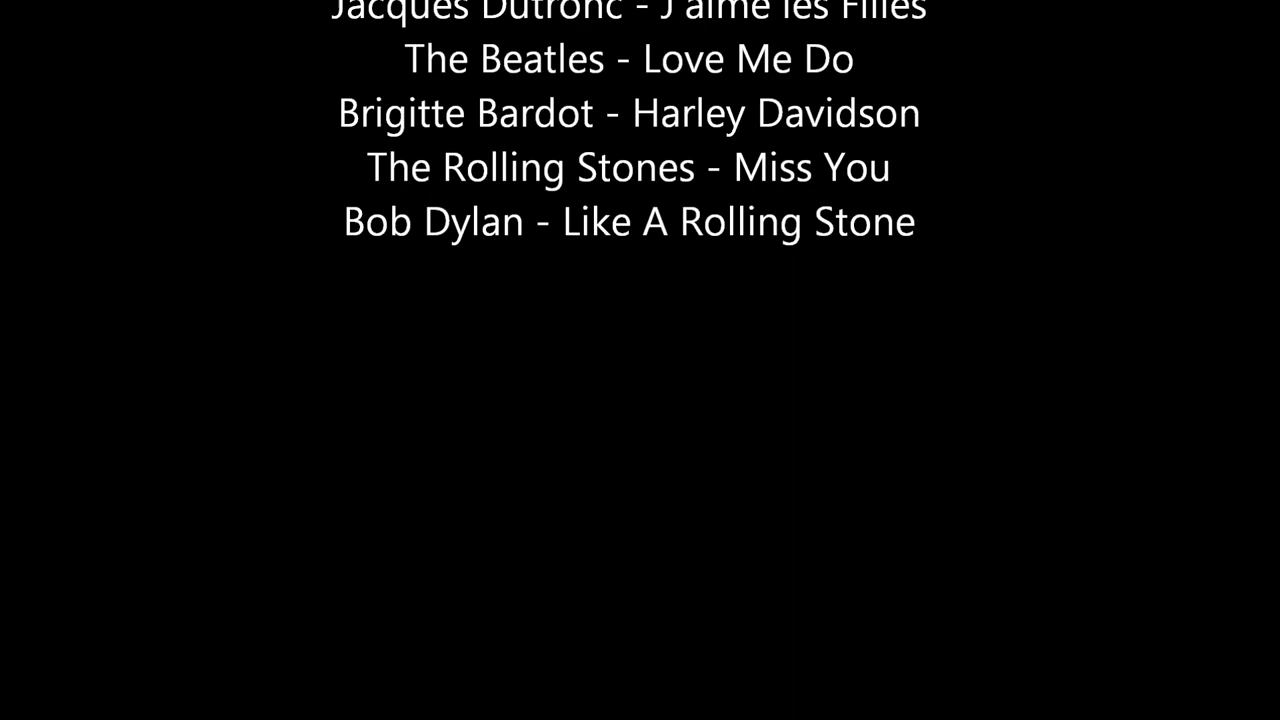 Jacques Dutronc - J'aime les Filles
The Beatles - Love Me Do
Brigitte Bardot - Harley Davidson
The Rolling Stones - Miss You
Bob Dylan - Like A Rolling Stone